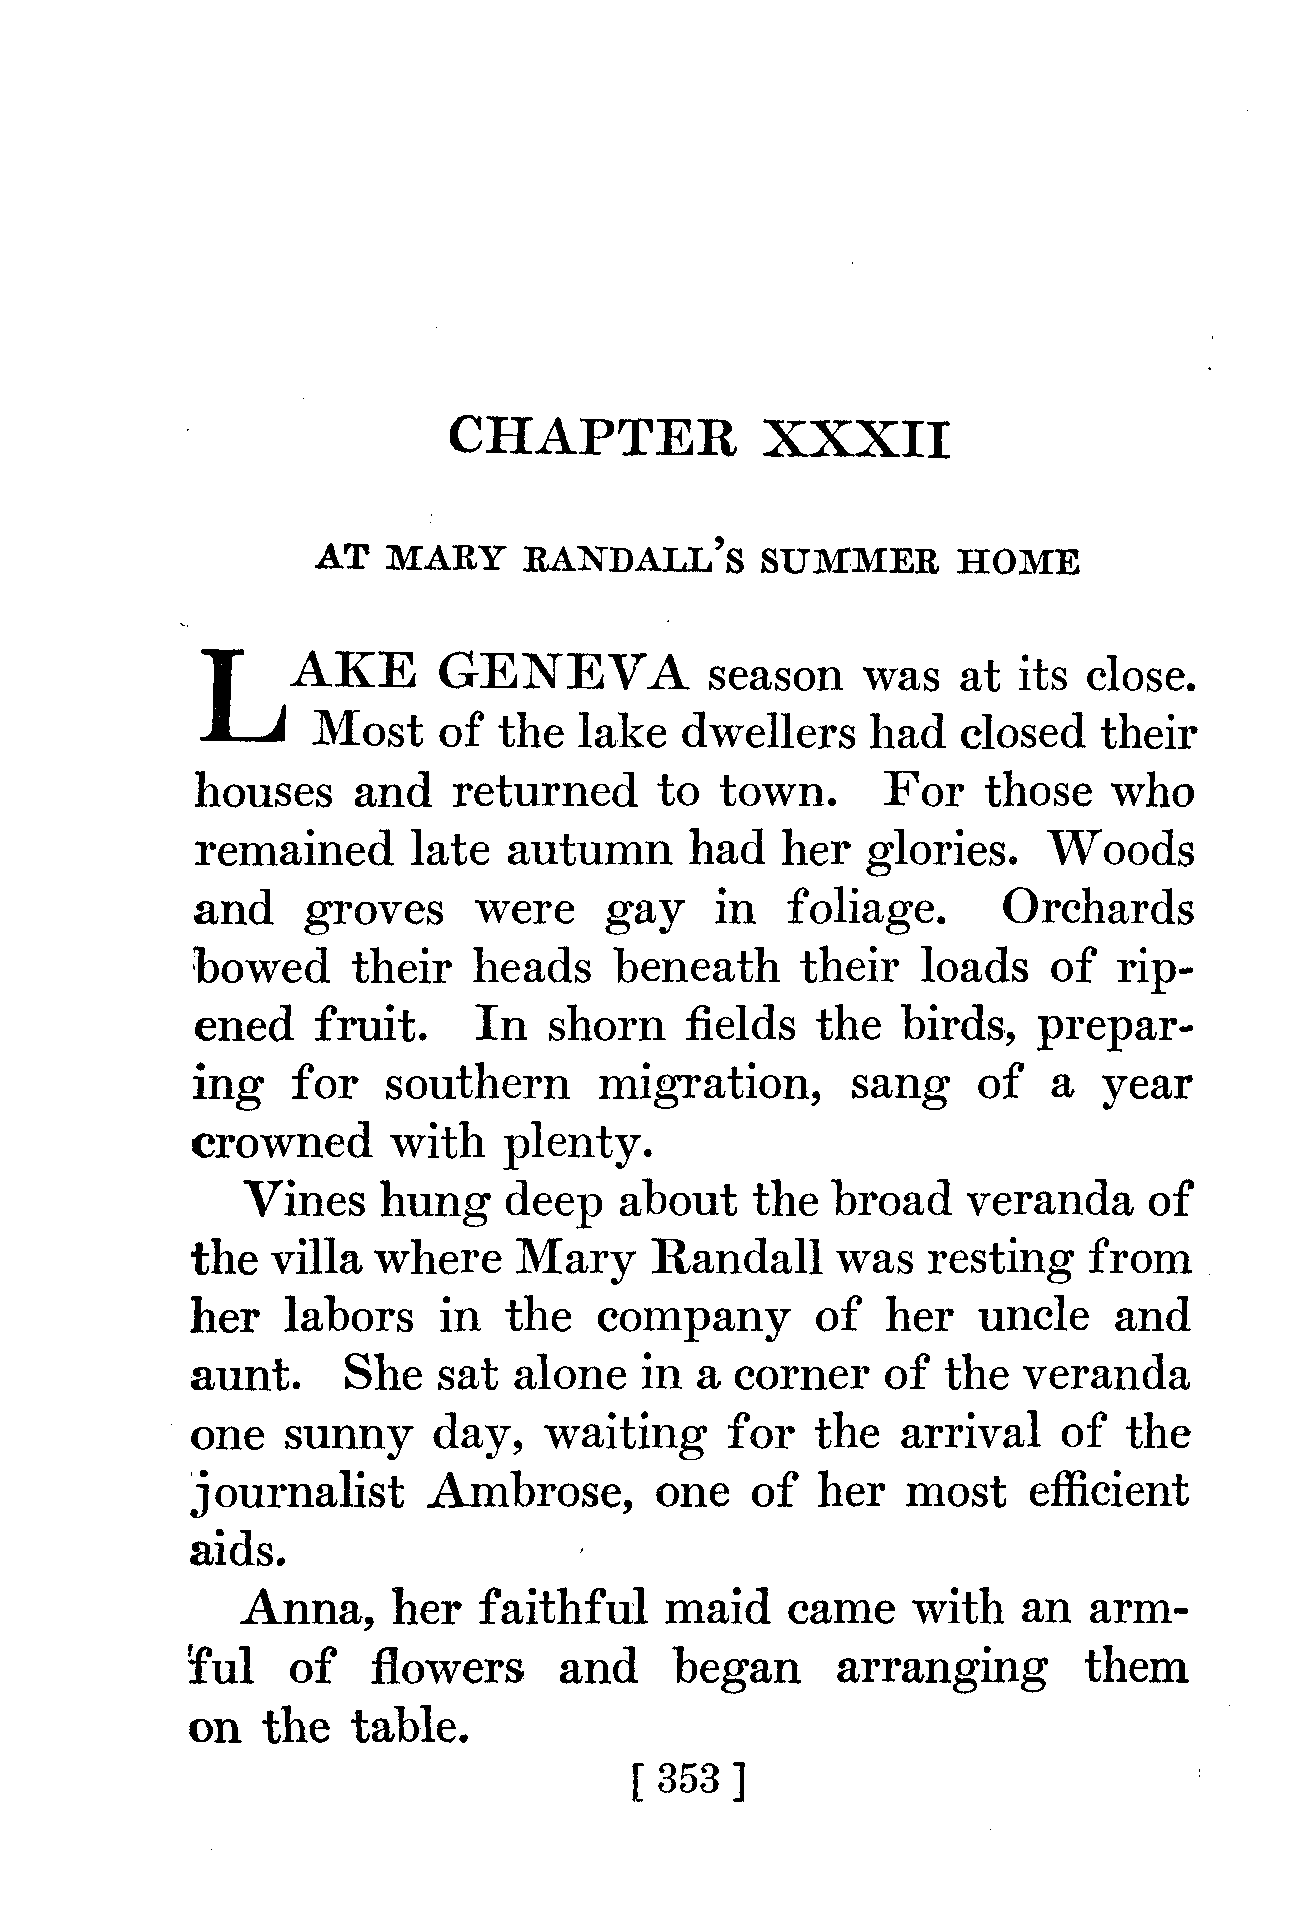 CHAPTER XXXII
AT MARY RANDALL'S SUMMER HOME
LAKE GENEVA season was at its close.
Most of the lake dwellers had closed their
houses and returned to town. For those who
remained late autumn had her glories. Woods
and groves were gay in foliage. Orchards
bowed their heads beneath their loads of rip-
ened fruit. In shorn fields the birds, prepar-
ing for southern migration, sang of a year
crowned with plenty.
Vines hung deep about the broad veranda of
the villa where Mary Randall was resting from
her labors in the company of her uncle and
aunt. She sat alone in a corner of the veranda
one sunny day, waiting for the arrival of the
journalist Ambrose, one of her most efficient
aids.
Anna, her faithful maid came with an arm-
ful of flowers and began arranging them
on the table.
[ 353 ]